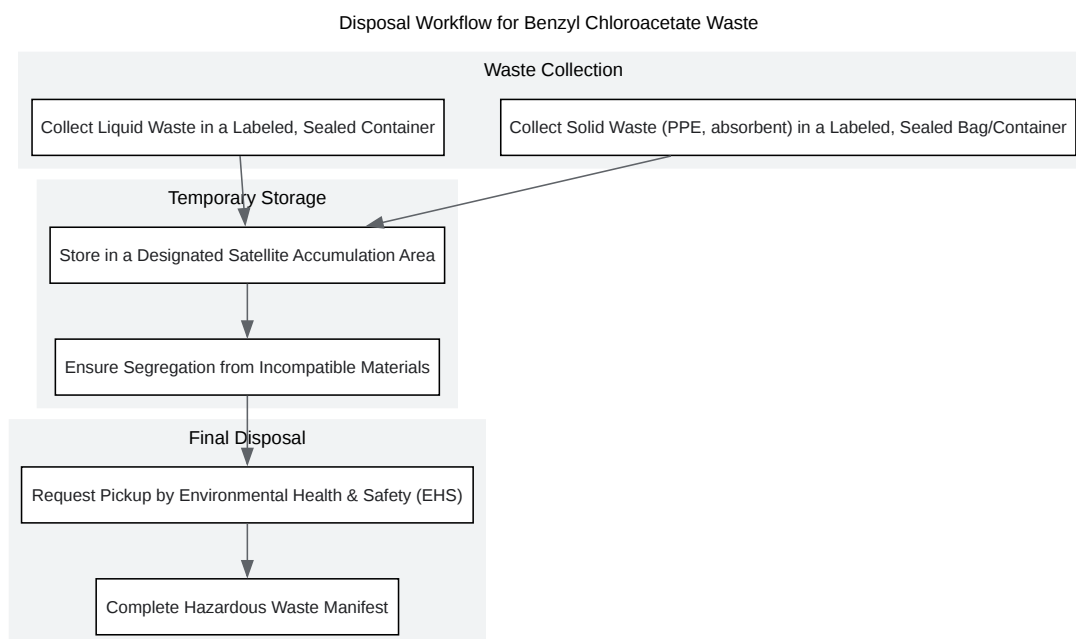 Disposal Workflow for Benzyl Chloroacetate Waste
Waste Collection
Collect Liquid Waste in a Labeled, Sealed Container
Collect Solid Waste (PPE, absorbent) in a Labeled, Sealed Bag/Container
Temporary Storage
Store in a Designated Satellite Accumulation Area
Ensure Segregation from Incompatible Materials
Final Disposal
Request Pickup by Environmental Health & Safety (EHS)
Complete Hazardous Waste Manifest